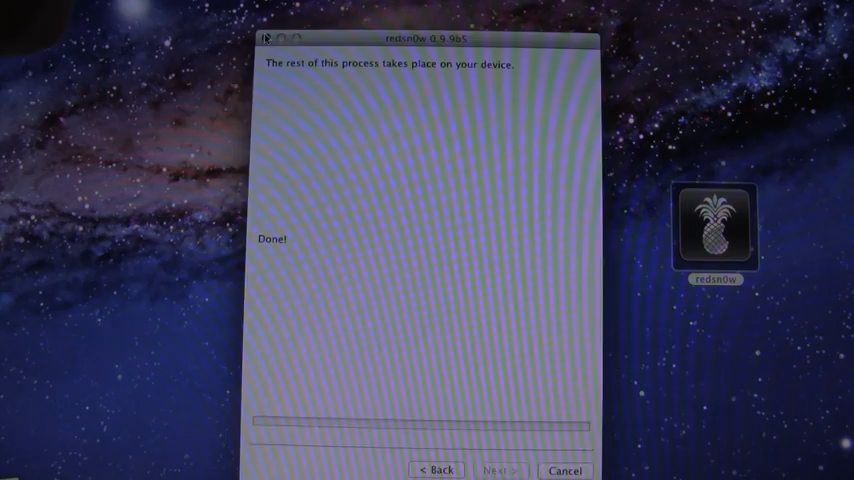 redsn0w 0.9.9b5
The rest of this process takes place on your device.
Done!
redsn0w
< Back
Next >
Cancel